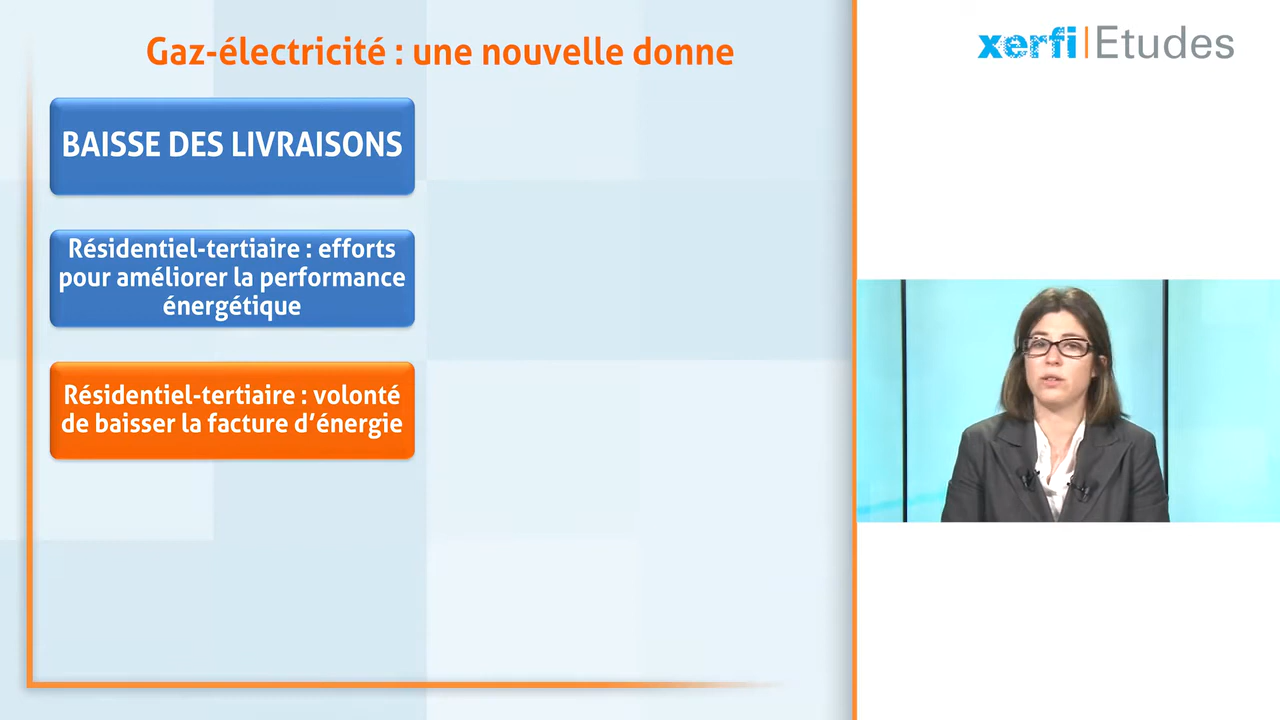 Gaz-électricité : une nouvelle donne
xerfi Etudes
BAISSE DES LIVRAISONS
Résidentiel-tertiaire : efforts
pour améliorer la performance
énergétique
Résidentiel-tertiaire : volonté
de baisser la facture d’énergie